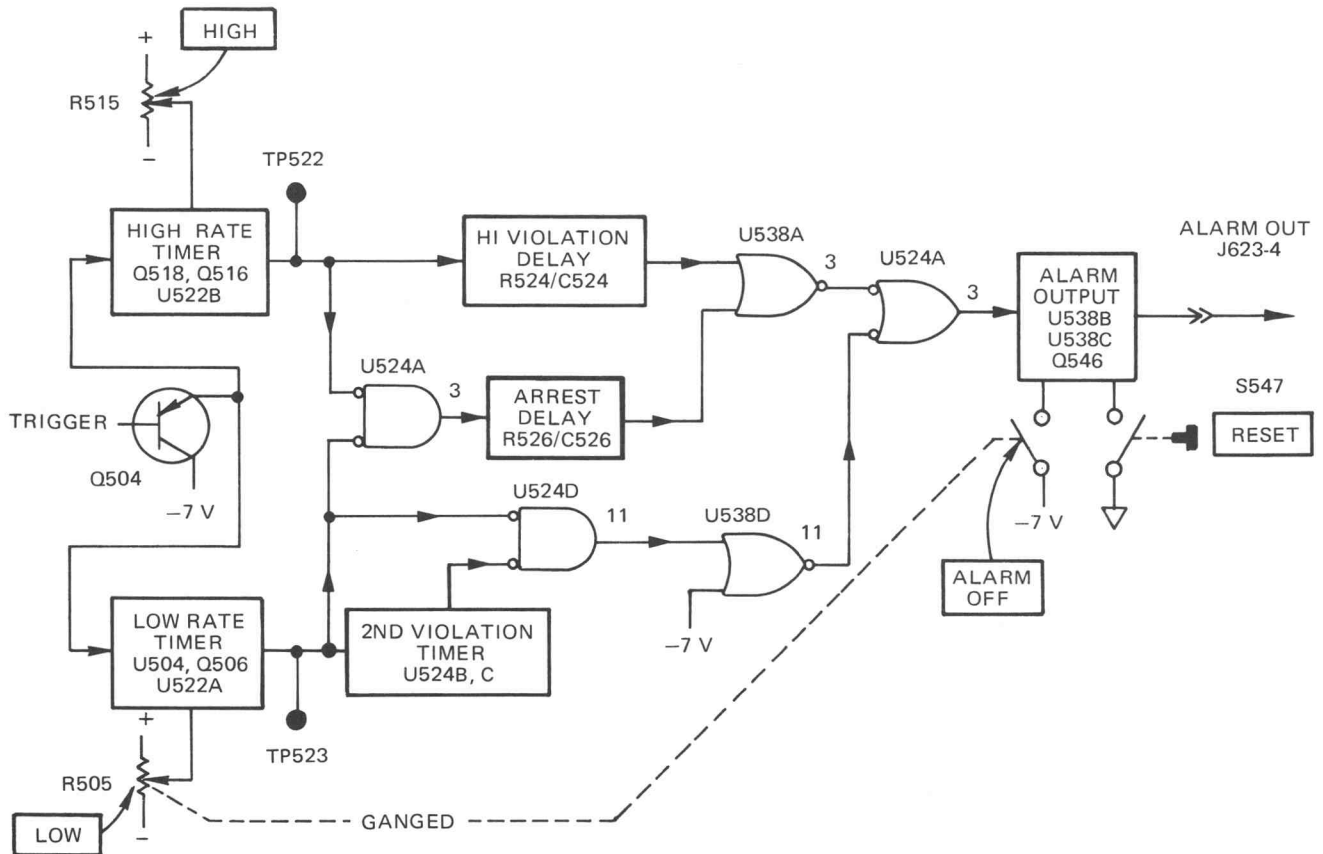 HIGH
+
R515
−
TP522
HIGH RATE
TIMER
Q518, Q516
U522B
HI VIOLATION
DELAY
R524/C524
U538A
3
U524A
3
ALARM
OUTPUT
U538B
U538C
Q546
ALARM OUT
J623-4
U524A
3
ARREST
DELAY
R526/C526
S547
RESET
TRIGGER
Q504
−7 V
U524D
11
U538D
11
−7 V
−7 V
ALARM
OFF
LOW RATE
TIMER
U504, Q506
U522A
2ND VIOLATION
TIMER
U524B, C
TP523
+
R505
−
LOW
GANGED